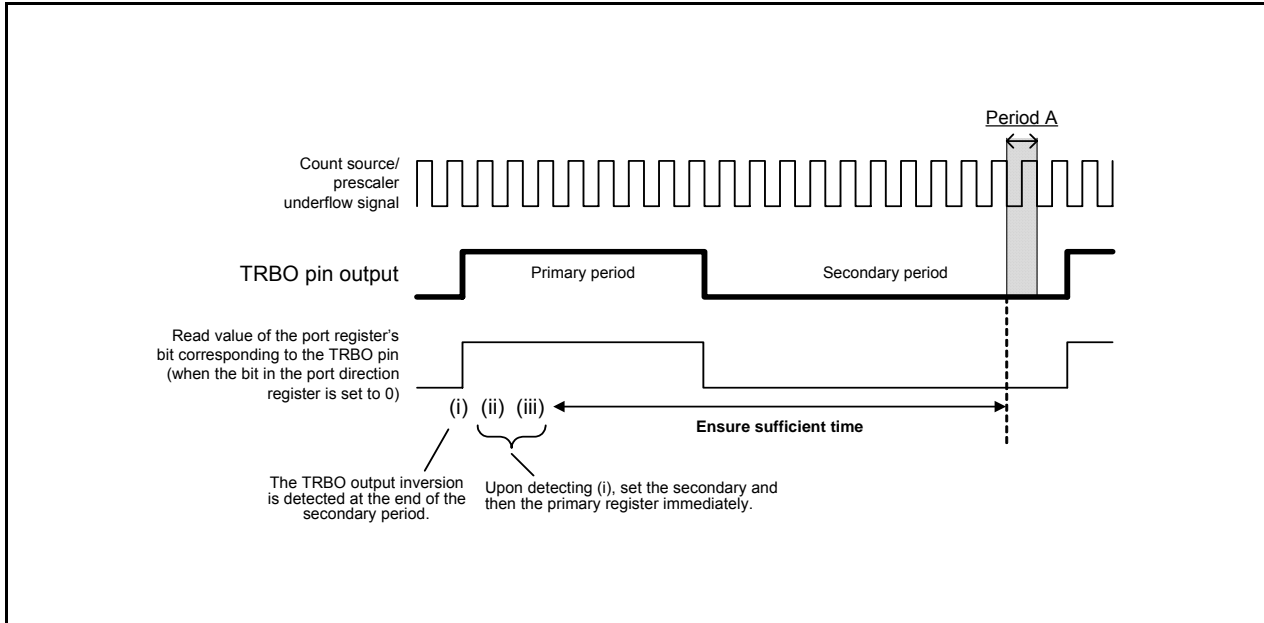 Period A
Count source/
prescaler
underflow signal
TRBO pin output
Primary period
Secondary period
Read value of the port register's
bit corresponding to the TRBO pin
(when the bit in the port direction
register is set to 0)
(i) (ii) (iii)
Ensure sufficient time
The TRBO output inversion
is detected at the end of the
secondary period.
Upon detecting (i), set the secondary and
then the primary register immediately.